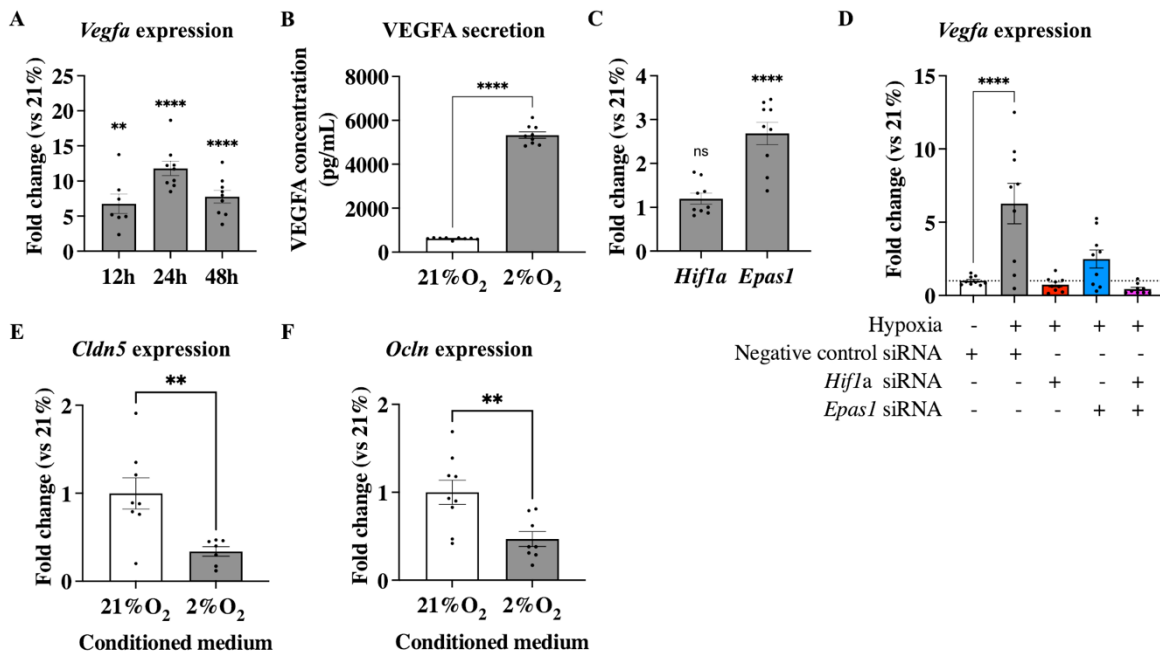 A
Vegfa expression
Fold change (vs 21%)
25
20
15
10
5
0
**
****
****
12h 24h 48h
B
VEGFA secretion
VEGFA concentration
(pg/mL)
8000
6000
4000
2000
0
****
21%O2 2%O2
C
Fold change (vs 21%)
4
3
2
1
0
ns
****
Hif1a Epas1
D
Vegfa expression
Fold change (vs 21%)
15
10
5
0
****
Hypoxia - + + + +
Negative control siRNA + + - - -
Hif1a siRNA - - + - +
Epas1 siRNA - - - + +
E
Cldn5 expression
Fold change (vs 21%)
2
1
0
**
21%O2 2%O2
Conditioned medium
F
Ocln expression
Fold change (vs 21%)
2
1
0
**
21%O2 2%O2
Conditioned medium